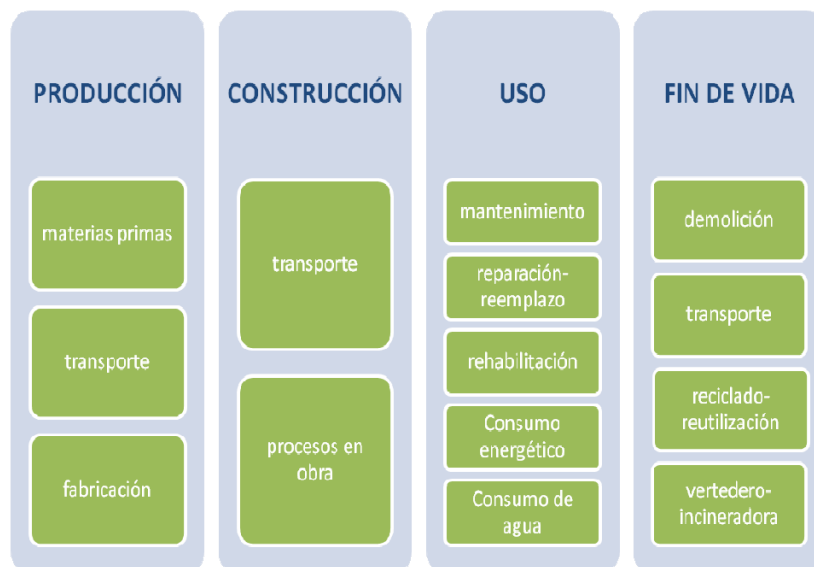 PRODUCCIÓN
materias primas
transporte
fabricación
CONSTRUCCIÓN
transporte
procesos en
obra
USO
mantenimiento
reparación-
reemplazo
rehabilitación
Consumo
energético
Consumo de
agua
FIN DE VIDA
demolición
transporte
reciclado-
reutilización
vertedero-
incineradora